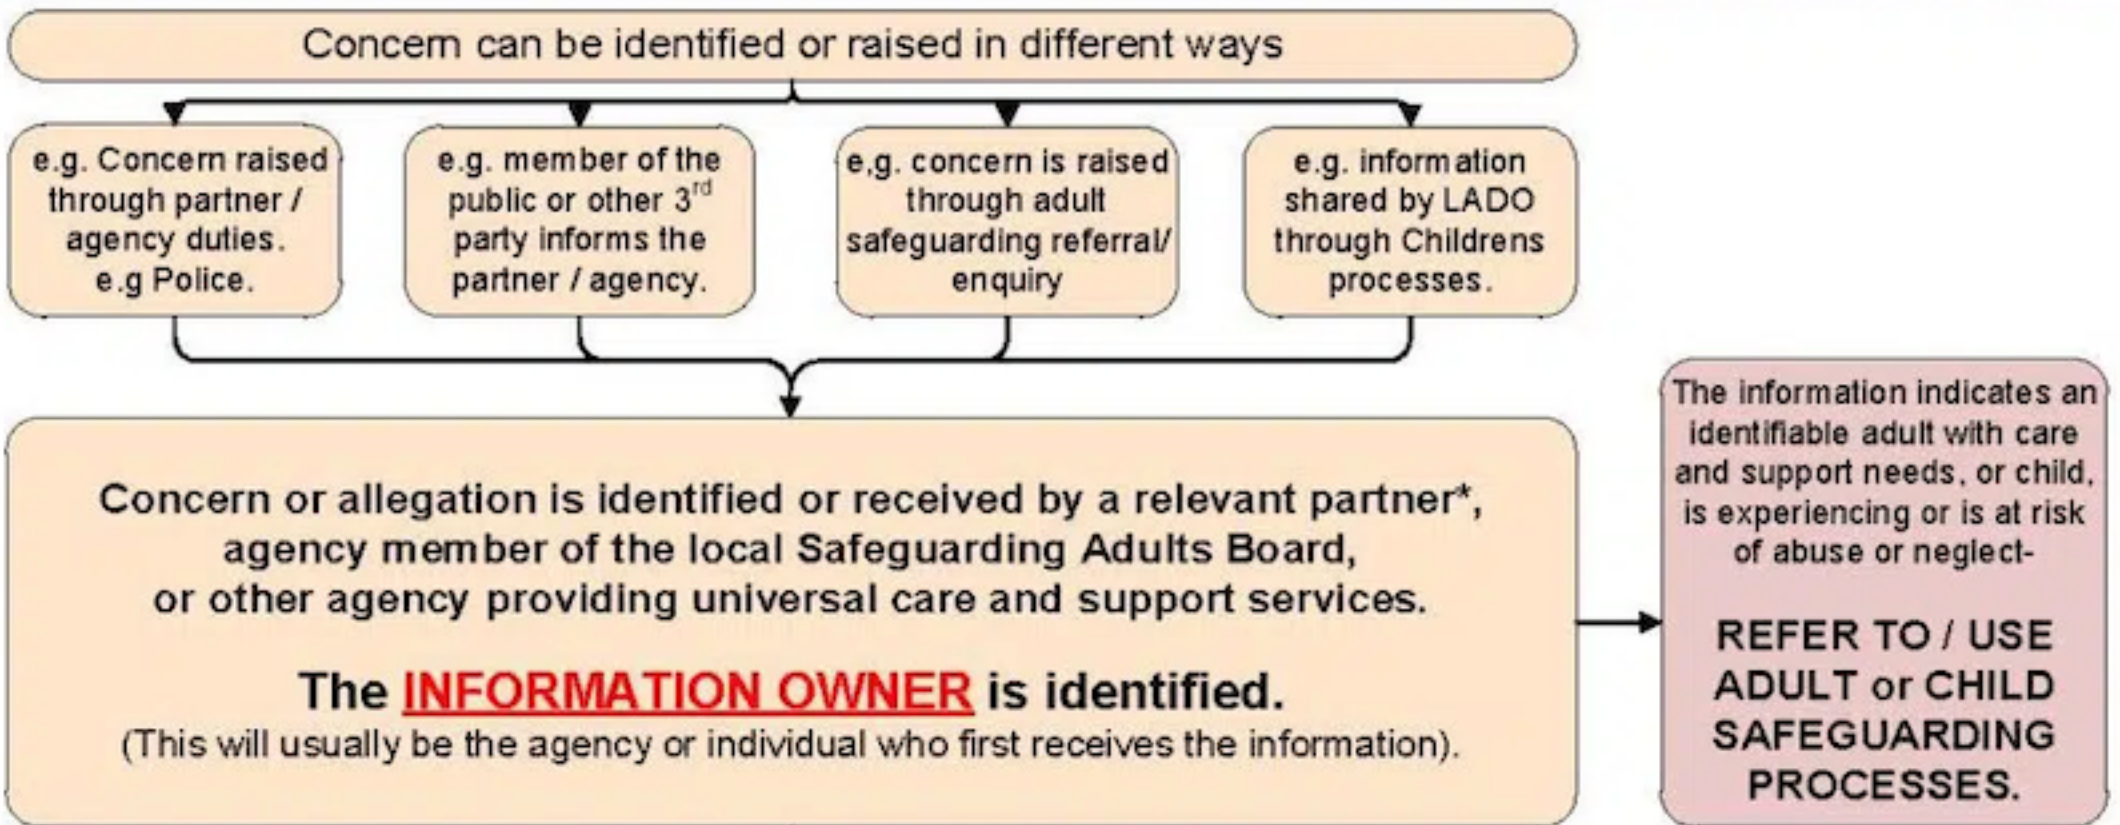 Concern can be identified or raised in different ways
e.g. Concern raised
through partner /
agency duties.
e.g Police.
e.g. member of the
public or other 3rd
party informs the
partner / agency.
e,g. concern is raised
through adult
safeguarding referral/
enquiry
e.g. information
shared by LADO
through Childrens
processes.
Concern or allegation is identified or received by a relevant partner*,
agency member of the local Safeguarding Adults Board,
or other agency providing universal care and support services.
The INFORMATION OWNER is identified.
(This will usually be the agency or individual who first receives the information).
The information indicates an
identifiable adult with care
and support needs, or child,
is experiencing or is at risk
of abuse or neglect-
REFER TO / USE
ADULT or CHILD
SAFEGUARDING
PROCESSES.